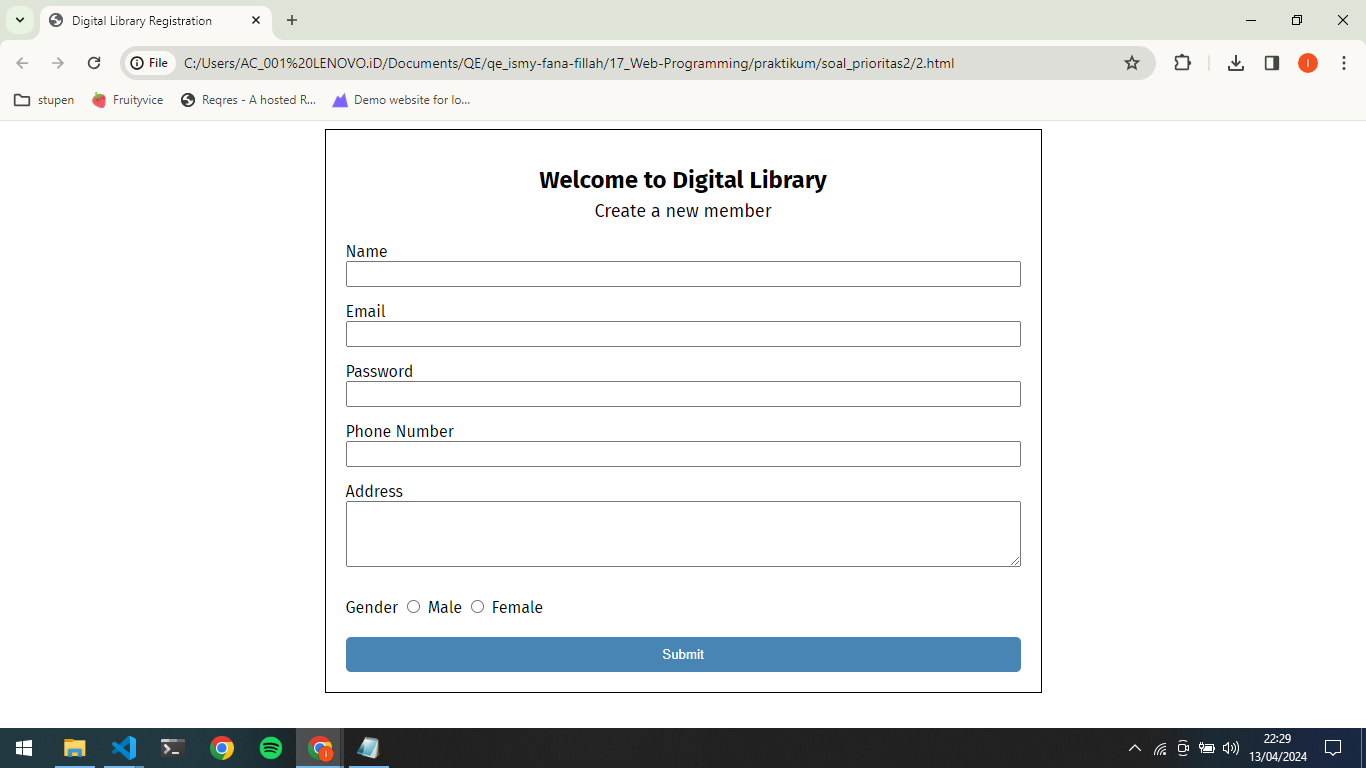 Digital Library Registration
File C:/Users/AC_001%20LENOVO.iD/Documents/QE/qe_ismy-fana-fillah/17_Web-Programming/praktikum/soal_prioritas2/2.html
I
stupen Fruityvice Reqres - A hosted R... Demo website for lo...
Welcome to Digital Library
Create a new member
Name
Email
Password
Phone Number
Address
Gender Male Female
Submit
22:29
13/04/2024